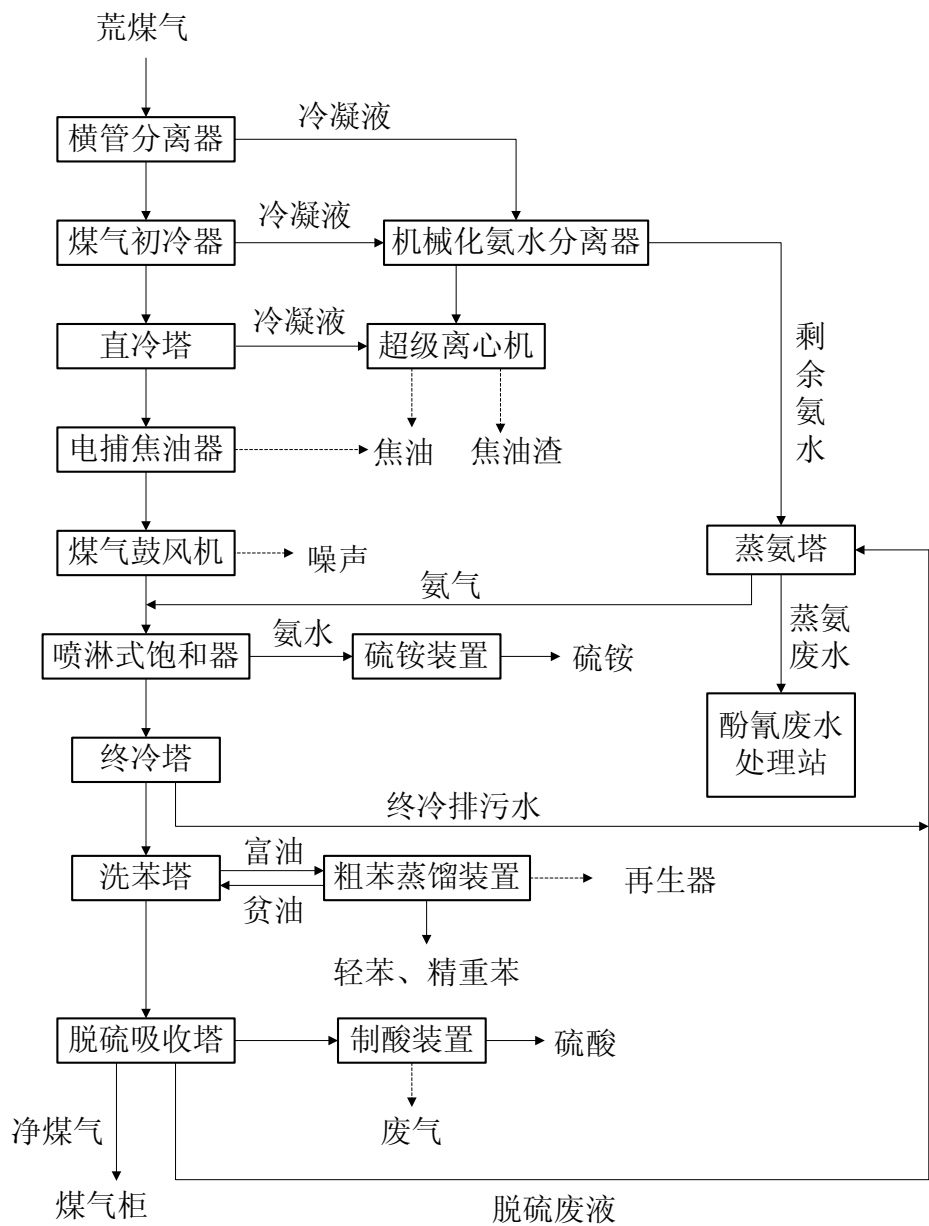 荒煤气
横管分离器
冷凝液
煤气初冷器
冷凝液
机械化氨水分离器
直冷塔
冷凝液
超级离心机
剩余氨水
电捕焦油器
焦油
焦油渣
煤气鼓风机
噪声
蒸氨塔
氨气
喷淋式饱和器
氨水
硫铵装置
硫铵
蒸氨
废水
酚氰废水
处理站
终冷塔
终冷排污水
洗苯塔
富油
贫油
粗苯蒸馏装置
再生器
轻苯、精重苯
脱硫吸收塔
制酸装置
硫酸
净煤气
废气
煤气柜
脱硫废液